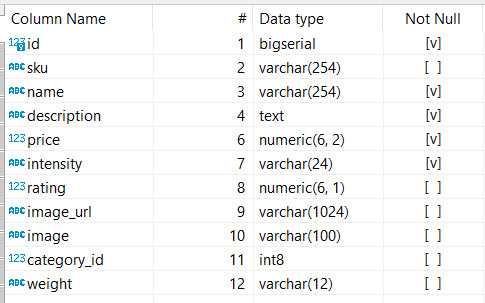 Column Name # Data type Not Null
123 id 1 bigserial [v]
ABC sku 2 varchar(254) [ ]
ABC name 3 varchar(254) [v]
ABC description 4 text [v]
123 price 6 numeric(6, 2) [v]
ABC intensity 7 varchar(24) [v]
123 rating 8 numeric(6, 1) [ ]
ABC image_url 9 varchar(1024) [ ]
ABC image 10 varchar(100) [ ]
123 category_id 11 int8 [ ]
ABC weight 12 varchar(12) [ ]